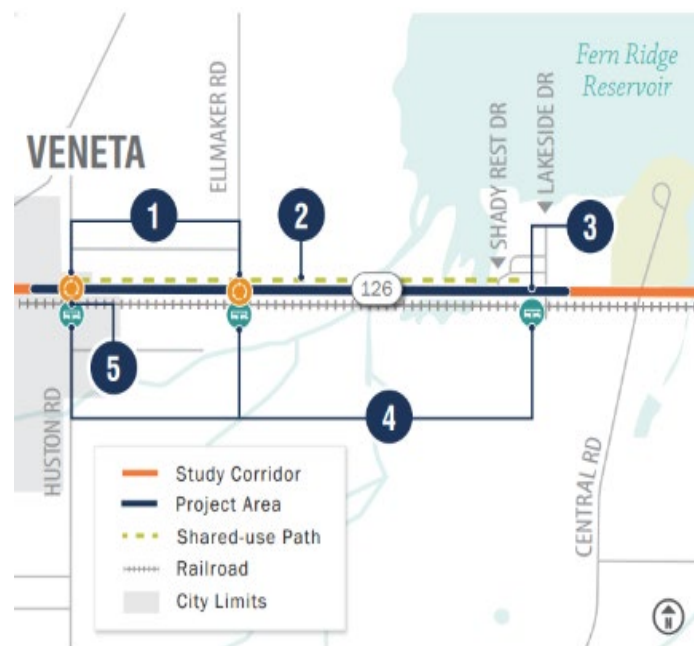 Fern Ridge
Reservoir
VENETA
ELLMAKER RD
SHADY REST DR
LAKESIDE DR
1
2
3
126
5
4
HUSTON RD
CENTRAL RD
Study Corridor
Project Area
Shared-use Path
Railroad
City Limits
N